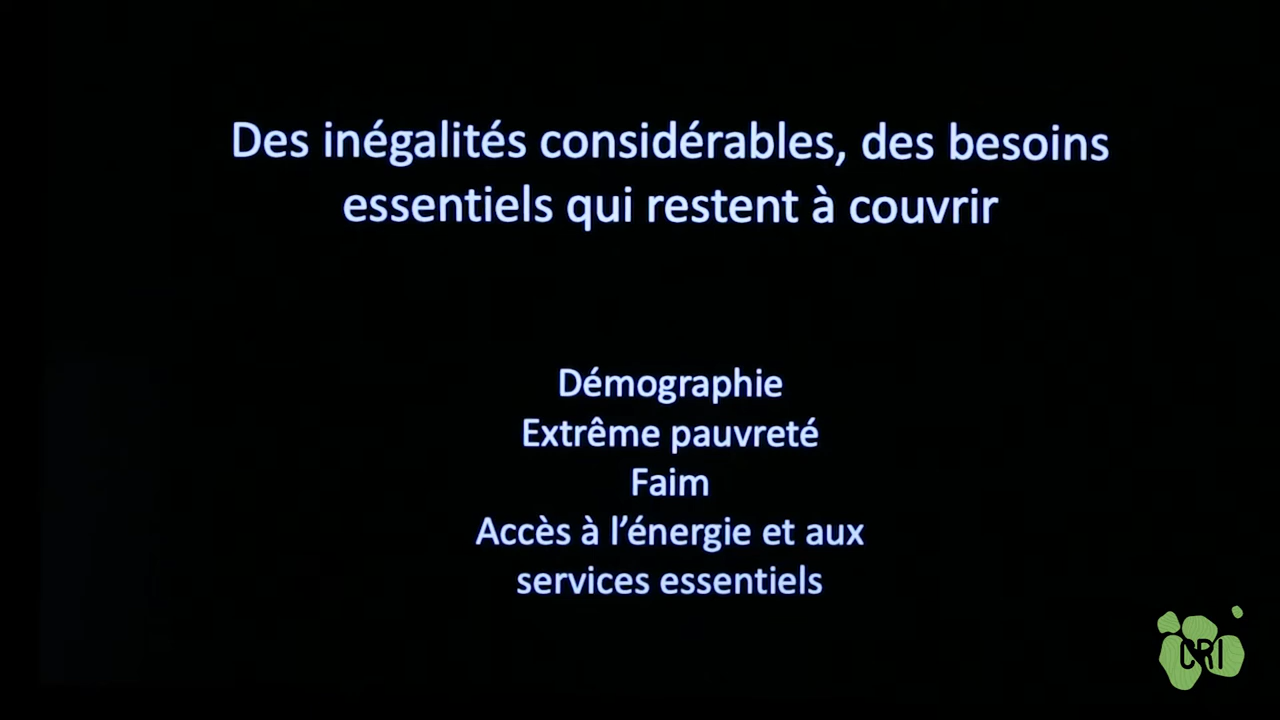 Des inégalités considérables, des besoins
essentiels qui restent à couvrir
Démographie
Extrême pauvreté
Faim
Accès à l’énergie et aux
services essentiels
CRI